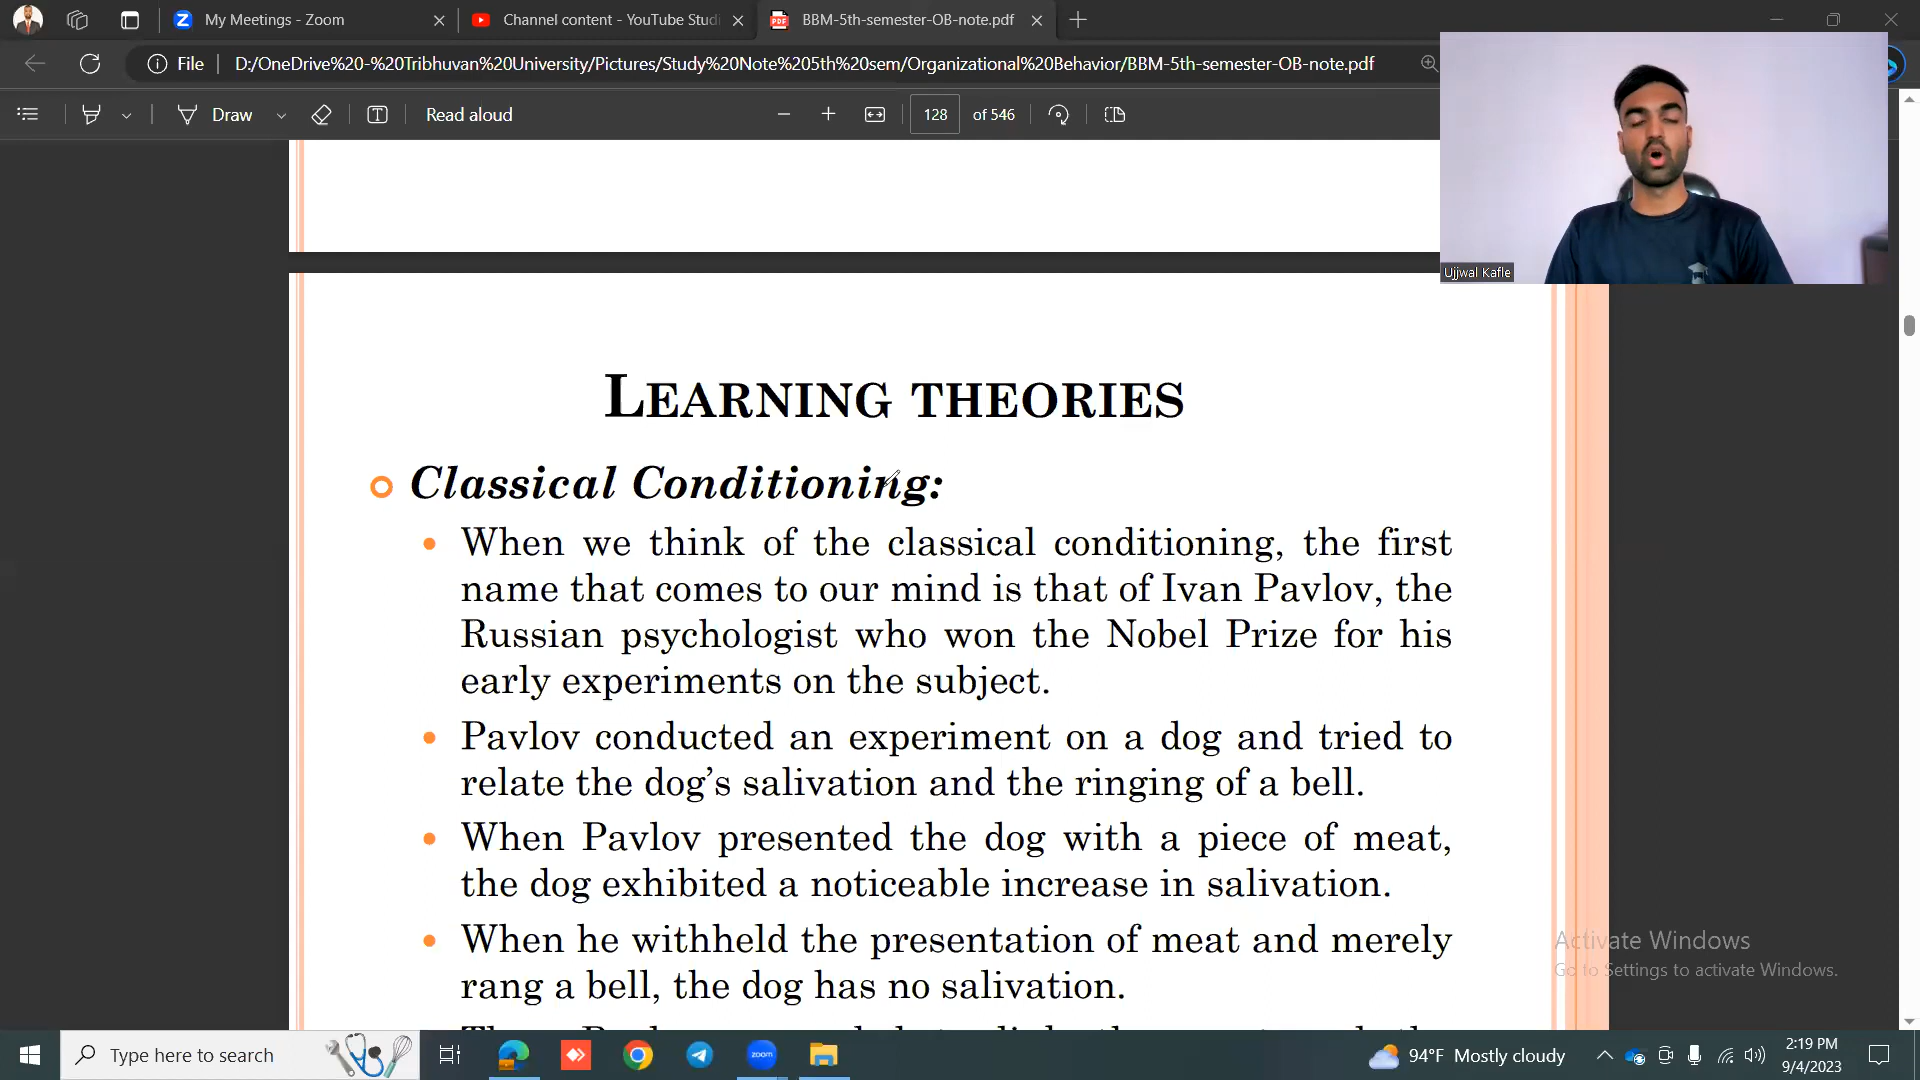 My Meetings - Zoom
Channel content - YouTube Studi
BBM-5th-semester-OB-note.pdf
File
D:/OneDrive%20-%20Tribhuvan%20University/Pictures/Study%20Note%205th%20sem/Organizational%20Behavior/BBM-5th-semester-OB-note.pdf
Draw
Read aloud
128 of 546
Ujjwal Kafle
LEARNING THEORIES
Classical Conditioning:
When we think of the classical conditioning, the first
name that comes to our mind is that of Ivan Pavlov, the
Russian psychologist who won the Nobel Prize for his
early experiments on the subject.
Pavlov conducted an experiment on a dog and tried to
relate the dog’s salivation and the ringing of a bell.
When Pavlov presented the dog with a piece of meat,
the dog exhibited a noticeable increase in salivation.
When he withheld the presentation of meat and merely
rang a bell, the dog has no salivation.
Activate Windows
Go to Settings to activate Windows.
Type here to search
zoom
94°F Mostly cloudy
2:19 PM
9/4/2023